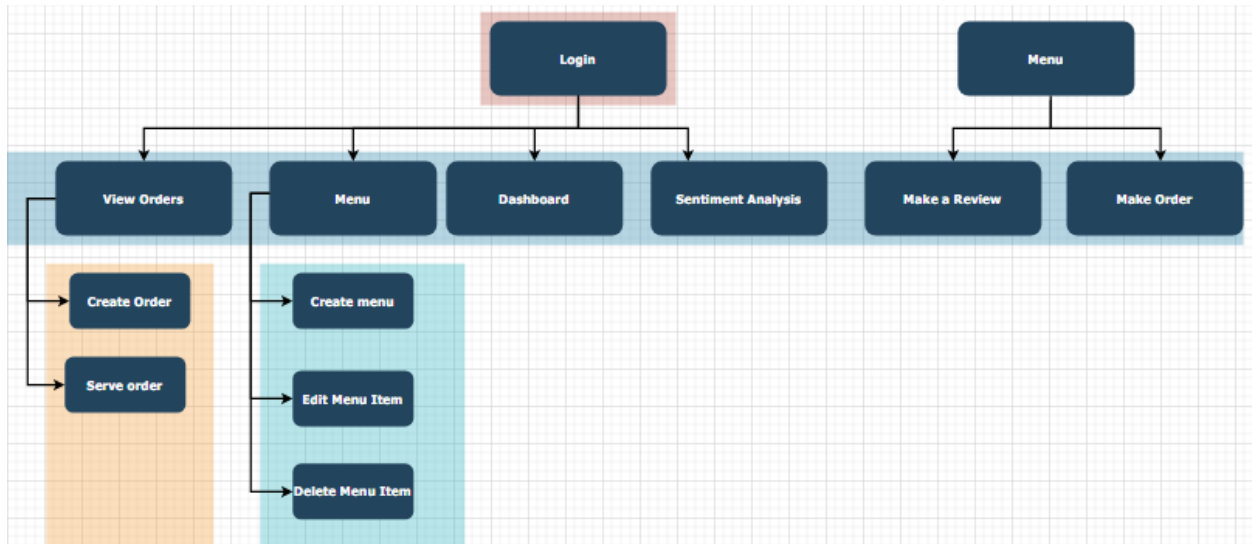 Login
Menu
View Orders
Menu
Dashboard
Sentiment Analysis
Make a Review
Make Order
Create Order
Create menu
Serve order
Edit Menu Item
Delete Menu Item